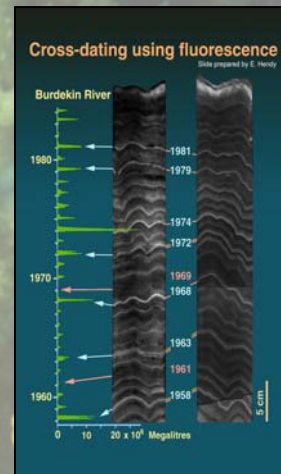 Cross-dating using fluorescence
Slide prepared by E. Hendy
Burdekin River
1980
1970
1960
1981
1979
1974
1972
1969
1968
1963
1961
1958
5 cm
0 10 20 x 10⁶ Megalitres